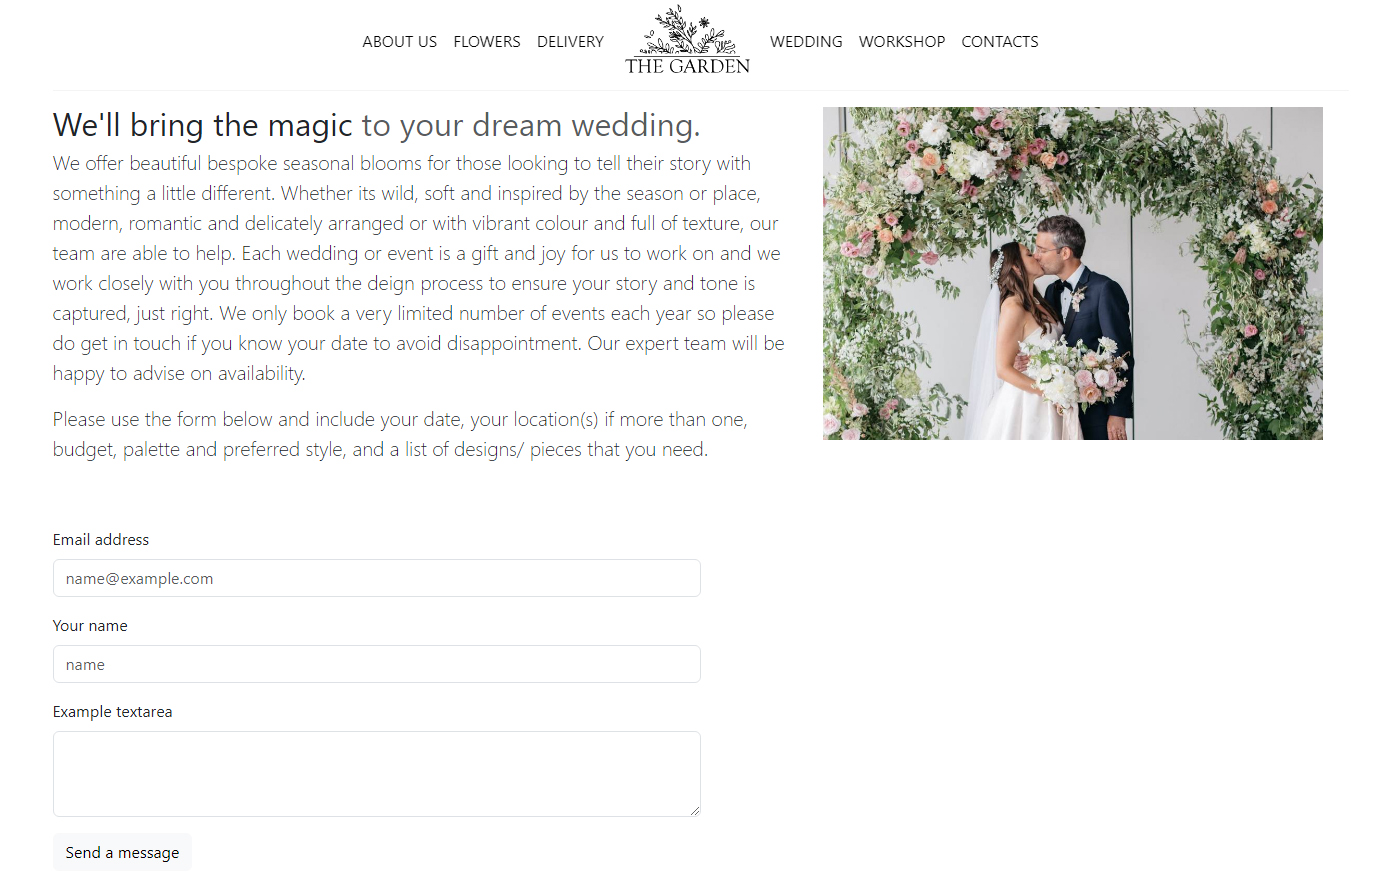 ABOUT US FLOWERS DELIVERY THE GARDEN WEDDING WORKSHOP CONTACTS
We'll bring the magic to your dream wedding.
We offer beautiful bespoke seasonal blooms for those looking to tell their story with
something a little different. Whether its wild, soft and inspired by the season or place,
modern, romantic and delicately arranged or with vibrant colour and full of texture, our
team are able to help. Each wedding or event is a gift and joy for us to work on and we
work closely with you throughout the deign process to ensure your story and tone is
captured, just right. We only book a very limited number of events each year so please
do get in touch if you know your date to avoid disappointment. Our expert team will be
happy to advise on availability.
Please use the form below and include your date, your location(s) if more than one,
budget, palette and preferred style, and a list of designs/ pieces that you need.
Email address
name@example.com
Your name
name
Example textarea
Send a message